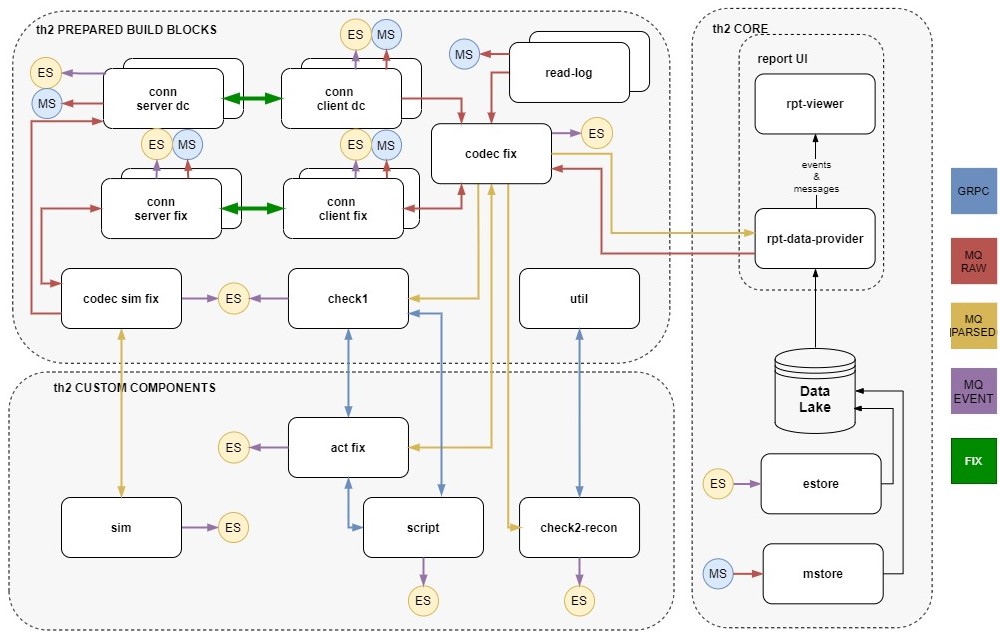 th2 PREPARED BUILD BLOCKS
ES
MS
ES
MS
conn
server dc
conn
client dc
MS
read-log
ES
MS
ES
MS
codec fix
ES
conn
server fix
conn
client fix
codec sim fix
ES
check1
util
th2 CUSTOM COMPONENTS
ES
act fix
sim
ES
script
check2-recon
ES
ES
th2 CORE
report UI
rpt-viewer
events
&
messages
rpt-data-provider
Data
Lake
ES
estore
MS
mstore
GRPC
MQ
RAW
MQ
PARSED
MQ
EVENT
FIX